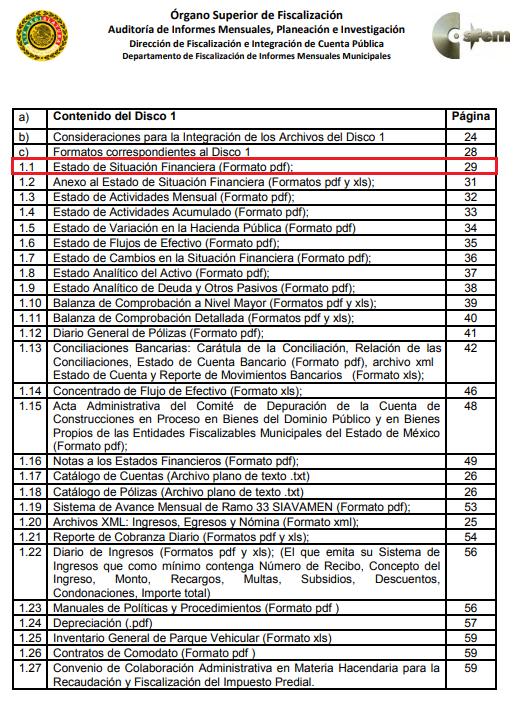 Órgano Superior de Fiscalización
Auditoría de Informes Mensuales, Planeación e Investigación
Dirección de Fiscalización e Integración de Cuenta Pública
Departamento de Fiscalización de Informes Mensuales Municipales
osfem
a) Contenido del Disco 1 Página
b) Consideraciones para la Integración de los Archivos del Disco 1 24
c) Formatos correspondientes al Disco 1 28
1.1 Estado de Situación Financiera (Formato pdf); 29
1.2 Anexo al Estado de Situación Financiera (Formatos pdf y xls); 31
1.3 Estado de Actividades Mensual (Formato pdf); 32
1.4 Estado de Actividades Acumulado (Formato pdf); 33
1.5 Estado de Variación en la Hacienda Pública (Formato pdf) 34
1.6 Estado de Flujos de Efectivo (Formato pdf); 35
1.7 Estado de Cambios en la Situación Financiera (Formato pdf); 36
1.8 Estado Analítico del Activo (Formato pdf); 37
1.9 Estado Analítico de Deuda y Otros Pasivos (Formato pdf); 38
1.10 Balanza de Comprobación a Nivel Mayor (Formato xls); 39
1.11 Balanza de Comprobación Detallada (Formatos pdf y xls); 40
1.12 Diario General de Pólizas (Formato pdf); 41
1.13 Conciliaciones Bancarias: Carátula de la Conciliación, Relación de las 42
Conciliaciones, Estado de Cuenta Bancario (Formato pdf), archivo xml
Estado de Cuenta y Reporte de Movimientos Bancarios (Formato xls);
1.14 Concentrado de Flujo de Efectivo (Formato xls); 46
1.15 Acta Administrativa del Comité de Depuración de la Cuenta de 48
Construcciones en Proceso en Bienes del Dominio Público y en Bienes
Propios de las Entidades Fiscalizables Municipales del Estado de México
(Formato pdf);
1.16 Notas a los Estados Financieros (Formato pdf); 49
1.17 Catálogo de Cuentas (Archivo plano de texto .txt) 26
1.18 Catálogo de Pólizas (Archivo plano de texto .txt) 26
1.19 Sistema de Avance Mensual de Ramo 33 SIAVAMEN (Formato pdf); 53
1.20 Archivos XML: Ingresos, Egresos y Nómina (Formato xml); 25
1.21 Reporte de Cobranza Diario (Formatos pdf y xls); 54
1.22 Diario de Ingresos (Formatos pdf y xls); (El que emita su Sistema de 56
Ingresos que como mínimo contenga Número de Recibo, Concepto del
Ingreso, Monto, Recargos, Multas, Subsidios, Descuentos,
Condonaciones, Importe total)
1.23 Manuales de Políticas y Procedimientos (Formato pdf ) 56
1.24 Depreciación (.pdf) 57
1.25 Inventario General de Parque Vehicular (Formato xls) 59
1.26 Contratos de Comodato (Formato pdf ) 59
1.27 Convenio de Colaboración Administrativa en Materia Hacendaria para la 59
Recaudación y Fiscalización del Impuesto Predial.